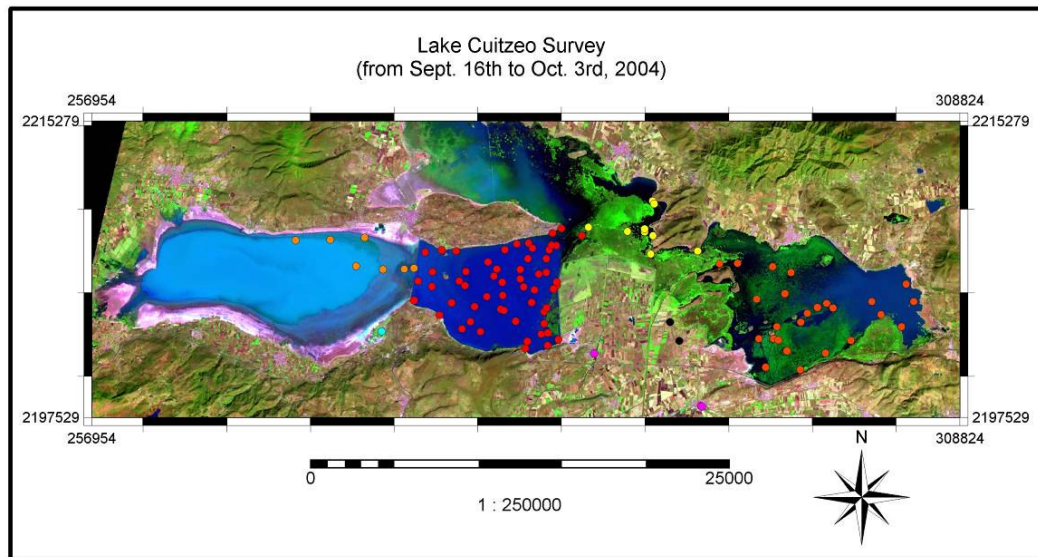 Lake Cuitzeo Survey
(from Sept. 16th to Oct. 3rd, 2004)
256954 308824
2215279 2215279
2197529 2197529
256954 308824
N
0 25000
1 : 250000